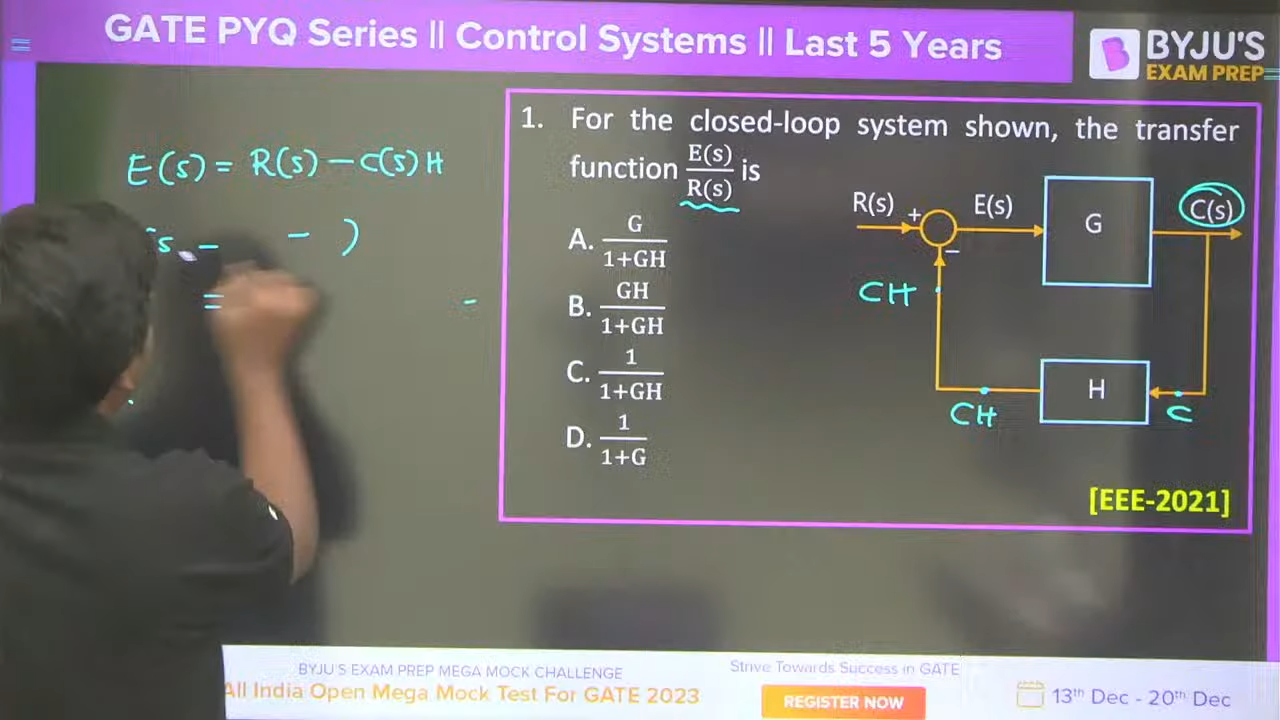 GATE PYQ Series || Control Systems || Last 5 Years
BYJU'S
EXAM PREP
E(s) = R(s) - C(s) H
s - - )
=
-
1. For the closed-loop system shown, the transfer
function E(s)/R(s) is
A. G/1+GH
B. GH/1+GH
C. 1/1+GH
D. 1/1+G
R(s) + E(s) G C(s)
-
CH
H
CH C
[EEE-2021]
BYJU'S EXAM PREP MEGA MOCK CHALLENGE
All India Open Mega Mock Test For GATE 2023
Strive Towards Success in GATE
REGISTER NOW
13th Dec - 20th Dec